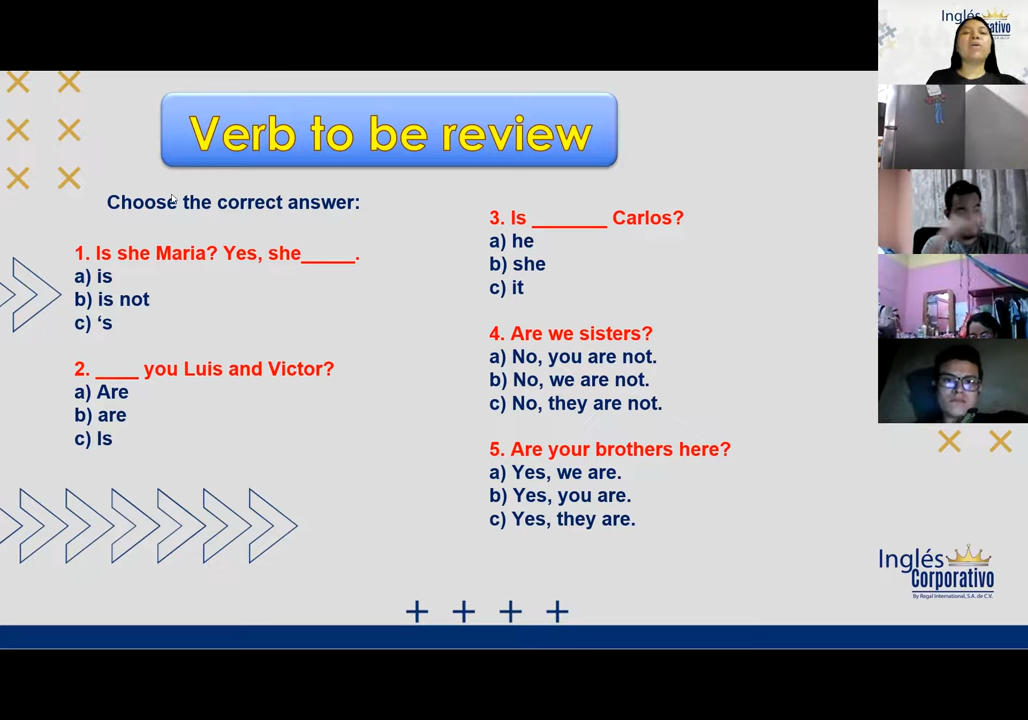 Verb to be review
Choose the correct answer:
1. Is she Maria? Yes, she_____.
a) is
b) is not
c) ‘s
2. ____ you Luis and Victor?
a) Are
b) are
c) Is
3. Is _______ Carlos?
a) he
b) she
c) it
4. Are we sisters?
a) No, you are not.
b) No, we are not.
c) No, they are not.
5. Are your brothers here?
a) Yes, we are.
b) Yes, you are.
c) Yes, they are.
Inglés
Corporativo
By Regal International, S.A. de C.V.
Inglés